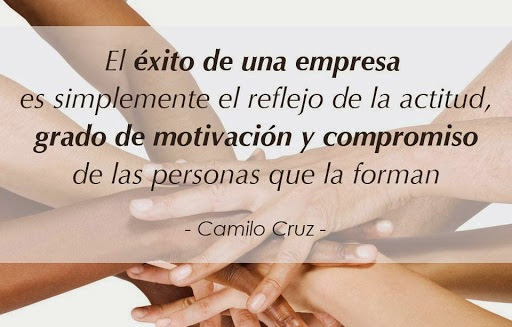 El éxito de una empresa
es simplemente el reflejo de la actitud,
grado de motivación y compromiso
de las personas que la forman
- Camilo Cruz -